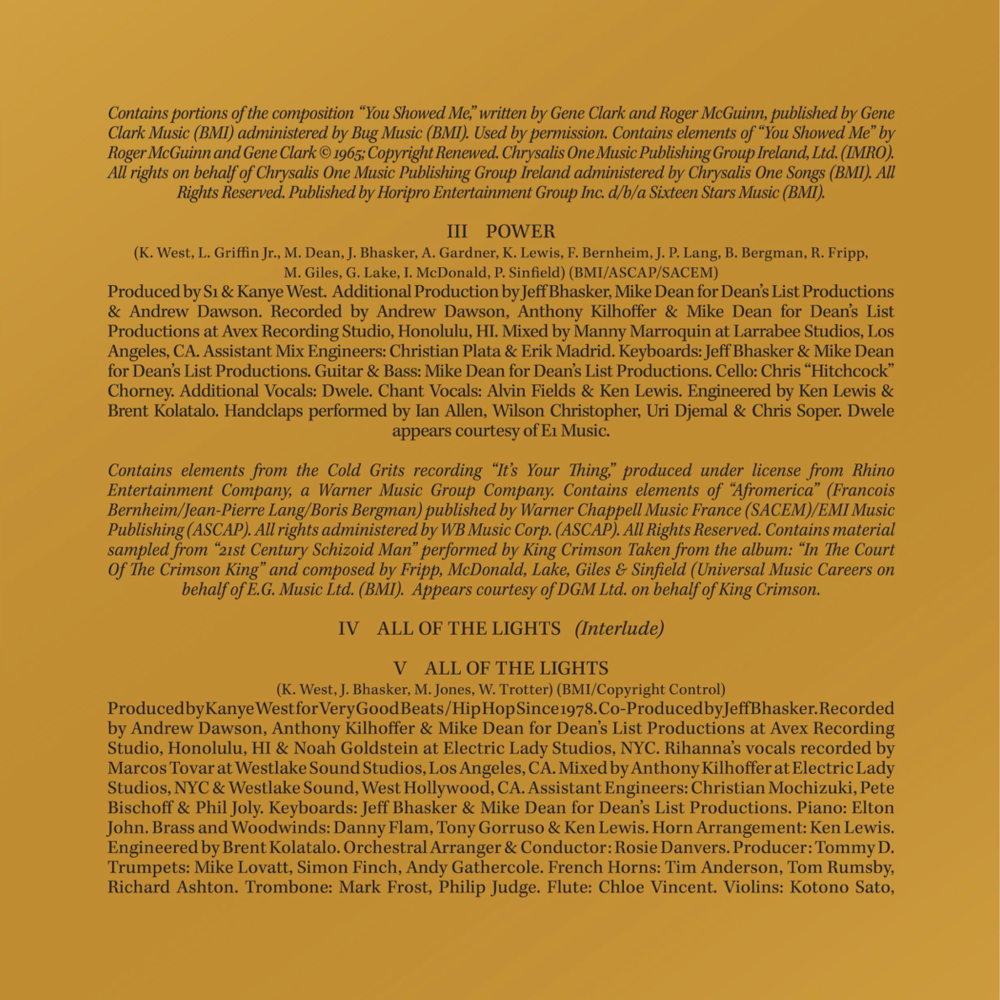 Contains portions of the composition “You Showed Me,” written by Gene Clark and Roger McGuinn, published by Gene
Clark Music (BMI) administered by Bug Music (BMI). Used by permission. Contains elements of “You Showed Me” by
Roger McGuinn and Gene Clark © 1965; Copyright Renewed. Chrysalis One Music Publishing Group Ireland, Ltd. (IMRO).
All rights on behalf of Chrysalis One Music Publishing Group Ireland administered by Chrysalis One Songs (BMI). All
Rights Reserved. Published by Horipro Entertainment Group Inc. d/b/a Sixteen Stars Music (BMI).
III POWER
(K. West, L. Griffin Jr., M. Dean, J. Bhasker, A. Gardner, K. Lewis, F. Bernheim, J. P. Lang, B. Bergman, R. Fripp,
M. Giles, G. Lake, I. McDonald, P. Sinfield) (BMI/ASCAP/SACEM)
Produced by S1 & Kanye West. Additional Production by Jeff Bhasker, Mike Dean for Dean’s List Productions
& Andrew Dawson. Recorded by Andrew Dawson, Anthony Kilhoffer & Mike Dean for Dean’s List
Productions at Avex Recording Studio, Honolulu, HI. Mixed by Manny Marroquin at Larrabee Studios, Los
Angeles, CA. Assistant Mix Engineers: Christian Plata & Erik Madrid. Keyboards: Jeff Bhasker & Mike Dean
for Dean’s List Productions. Guitar & Bass: Mike Dean for Dean’s List Productions. Cello: Chris “Hitchcock”
Chorney. Additional Vocals: Dwele. Chant Vocals: Alvin Fields & Ken Lewis. Engineered by Ken Lewis &
Brent Kolatalo. Handclaps performed by Ian Allen, Wilson Christopher, Uri Djemal & Chris Soper. Dwele
appears courtesy of E1 Music.
Contains elements from the Cold Grits recording “It’s Your Thing,” produced under license from Rhino
Entertainment Company, a Warner Music Group Company. Contains elements of “Afromerica” (Francois
Bernheim/Jean-Pierre Lang/Boris Bergman) published by Warner Chappell Music France (SACEM)/EMI Music
Publishing (ASCAP). All rights administered by WB Music Corp. (ASCAP). All Rights Reserved. Contains material
sampled from “21st Century Schizoid Man” performed by King Crimson Taken from the album: “In The Court
Of The Crimson King” and composed by Fripp, McDonald, Lake, Giles & Sinfield (Universal Music Careers on
behalf of E.G. Music Ltd. (BMI). Appears courtesy of DGM Ltd. on behalf of King Crimson.
IV ALL OF THE LIGHTS (Interlude)
V ALL OF THE LIGHTS
(K. West, J. Bhasker, M. Jones, W. Trotter) (BMI/Copyright Control)
Produced by Kanye West for Very Good Beats/Hip Hop Since 1978. Co-Produced by Jeff Bhasker. Recorded
by Andrew Dawson, Anthony Kilhoffer & Mike Dean for Dean’s List Productions at Avex Recording
Studio, Honolulu, HI & Noah Goldstein at Electric Lady Studios, NYC. Rihanna’s vocals recorded by
Marcos Tovar at Westlake Sound Studios, Los Angeles, CA. Mixed by Anthony Kilhoffer at Electric Lady
Studios, NYC & Westlake Sound, West Hollywood, CA. Assistant Engineers: Christian Mochizuki, Pete
Bischoff & Phil Joly. Keyboards: Jeff Bhasker & Mike Dean for Dean’s List Productions. Piano: Elton
John. Brass and Woodwinds: Danny Flam, Tony Gorruso & Ken Lewis. Horn Arrangement: Ken Lewis.
Engineered by Brent Kolatalo. Orchestral Arranger & Conductor: Rosie Danvers. Producer: Tommy D.
Trumpets: Mike Lovatt, Simon Finch, Andy Gathercole. French Horns: Tim Anderson, Tom Rumsby,
Richard Ashton. Trombone: Mark Frost, Philip Judge. Flute: Chloe Vincent. Violins: Kotono Sato,